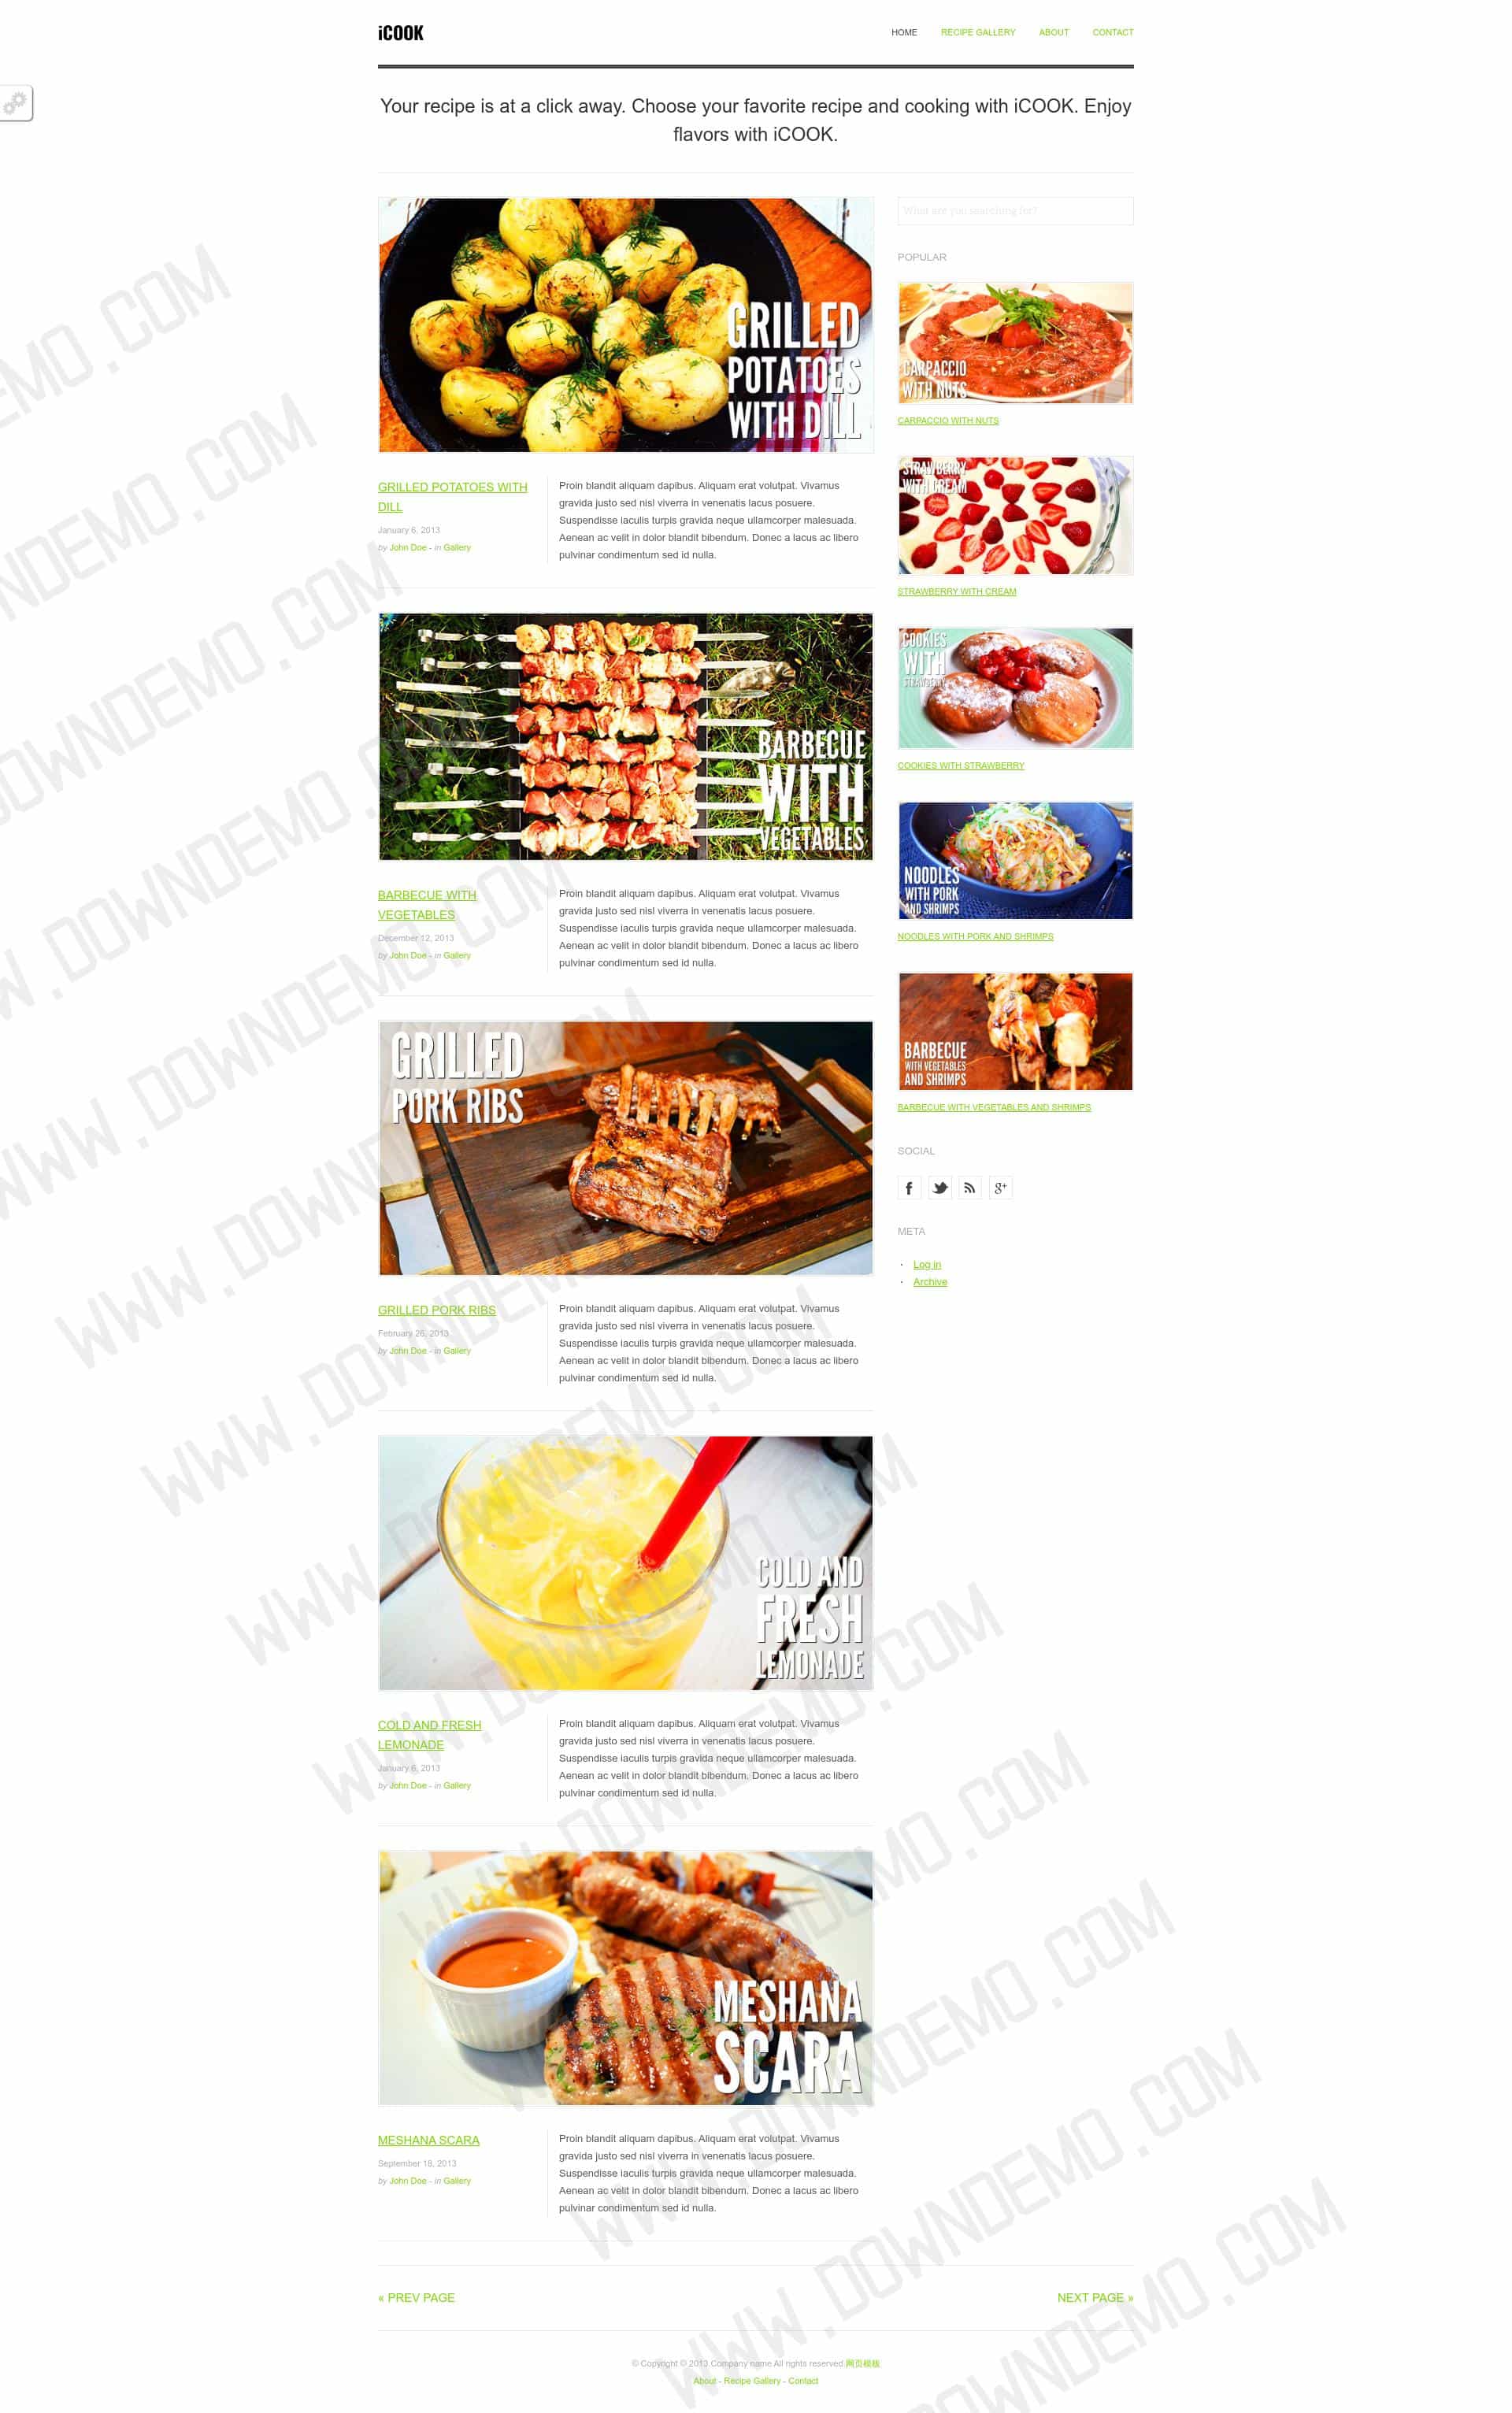 iCOOK
HOME
RECIPE GALLERY
ABOUT
CONTACT
Your recipe is at a click away. Choose your favorite recipe and cooking with iCOOK. Enjoy
flavors with iCOOK.
GRILLED
POTATOES
WITH DILL
GRILLED POTATOES WITH
DILL
January 6, 2013
by John Doe - in Gallery
Proin blandit aliquam dapibus. Aliquam erat volutpat. Vivamus
gravida justo sed nisl viverra in venenatis lacus posuere.
Suspendisse iaculis turpis gravida neque ullamcorper malesuada.
Aenean ac velit in dolor blandit bibendum. Donec a lacus ac libero
pulvinar condimentum sed id nulla.
BARBECUE
WITH
VEGETABLES
BARBECUE WITH
VEGETABLES
December 12, 2013
by John Doe - in Gallery
Proin blandit aliquam dapibus. Aliquam erat volutpat. Vivamus
gravida justo sed nisl viverra in venenatis lacus posuere.
Suspendisse iaculis turpis gravida neque ullamcorper malesuada.
Aenean ac velit in dolor blandit bibendum. Donec a lacus ac libero
pulvinar condimentum sed id nulla.
GRILLED
PORK RIBS
GRILLED PORK RIBS
February 26, 2013
by John Doe - in Gallery
Proin blandit aliquam dapibus. Aliquam erat volutpat. Vivamus
gravida justo sed nisl viverra in venenatis lacus posuere.
Suspendisse iaculis turpis gravida neque ullamcorper malesuada.
Aenean ac velit in dolor blandit bibendum. Donec a lacus ac libero
pulvinar condimentum sed id nulla.
COLD AND
FRESH
LEMONADE
COLD AND FRESH
LEMONADE
January 6, 2013
by John Doe - in Gallery
Proin blandit aliquam dapibus. Aliquam erat volutpat. Vivamus
gravida justo sed nisl viverra in venenatis lacus posuere.
Suspendisse iaculis turpis gravida neque ullamcorper malesuada.
Aenean ac velit in dolor blandit bibendum. Donec a lacus ac libero
pulvinar condimentum sed id nulla.
MESHANA
SCARA
MESHANA SCARA
September 18, 2013
by John Doe - in Gallery
Proin blandit aliquam dapibus. Aliquam erat volutpat. Vivamus
gravida justo sed nisl viverra in venenatis lacus posuere.
Suspendisse iaculis turpis gravida neque ullamcorper malesuada.
Aenean ac velit in dolor blandit bibendum. Donec a lacus ac libero
pulvinar condimentum sed id nulla.
What are you searching for?
POPULAR
CARPACCIO
WITH NUTS
CARPACCIO WITH NUTS
STRAWBERRY
WITH CREAM
STRAWBERRY WITH CREAM
COOKIES
WITH
STRAWBERRY
COOKIES WITH STRAWBERRY
NOODLES
WITH PORK
AND SHRIMPS
NOODLES WITH PORK AND SHRIMPS
BARBECUE
WITH VEGETABLES
AND SHRIMPS
BARBECUE WITH VEGETABLES AND SHRIMPS
SOCIAL
META
· Log in
· Archive
« PREV PAGE
NEXT PAGE »
© Copyright © 2013.Company name All rights reserved.网页模板
About - Recipe Gallery - Contact
WWW.DOWNDEMO.COM